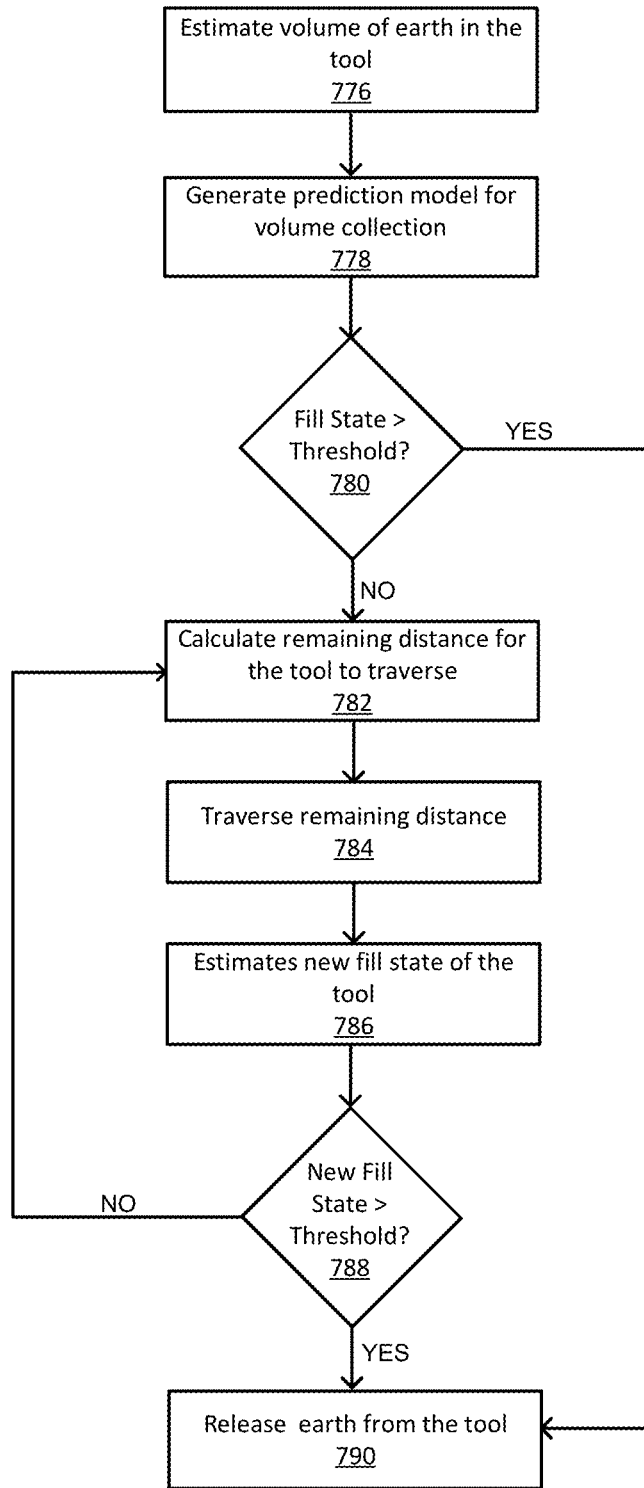 Estimate volume of earth in the
tool
776
Generate prediction model for
volume collection
778
Fill State >
Threshold?
780
YES
NO
Calculate remaining distance for
the tool to traverse
782
Traverse remaining distance
784
Estimates new fill state of the
tool
786
New Fill
State >
Threshold?
788
NO
YES
Release earth from the tool
790